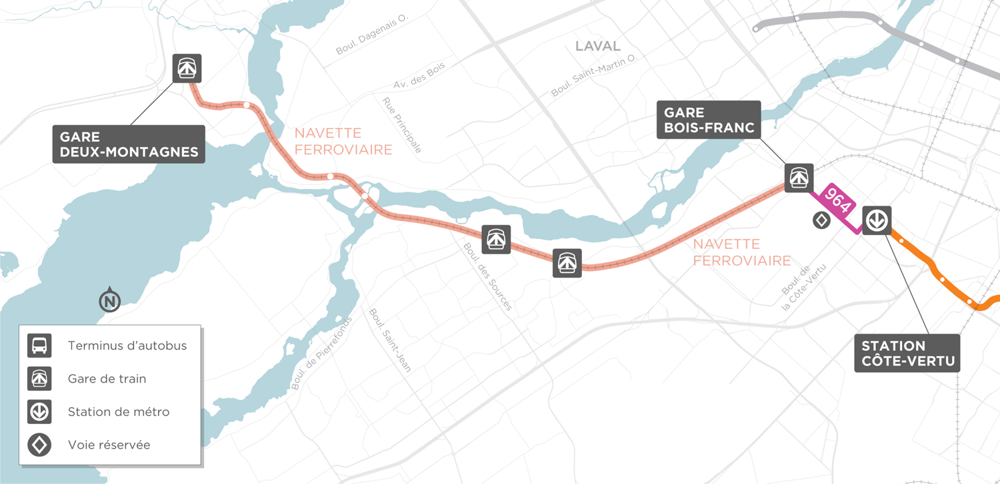 Boul. Dagenais O.
LAVAL
Boul. Saint-Martin O.
Av. des Bois
Rue Principale
GARE
BOIS-FRANC
GARE
DEUX-MONTAGNES
NAVETTE
FERROVIAIRE
964
NAVETTE
FERROVIAIRE
Boul. des Sources
Boul. de
la Côte-Vertu
N
Boul. de Pierrefonds
Boul. Saint-Jean
STATION
CÔTE-VERTU
Terminus d’autobus
Gare de train
Station de métro
Voie réservée